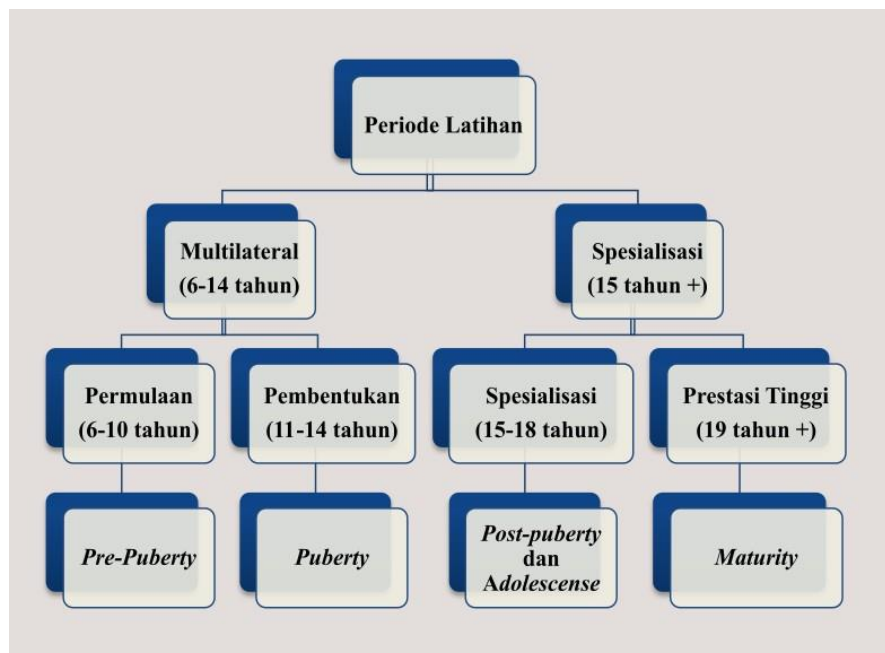 Periode Latihan
Multilateral
(6-14 tahun)
Spesialisasi
(15 tahun +)
Permulaan
(6-10 tahun)
Pembentukan
(11-14 tahun)
Spesialisasi
(15-18 tahun)
Prestasi Tinggi
(19 tahun +)
Pre-Puberty
Puberty
Post-puberty
dan
Adolescense
Maturity